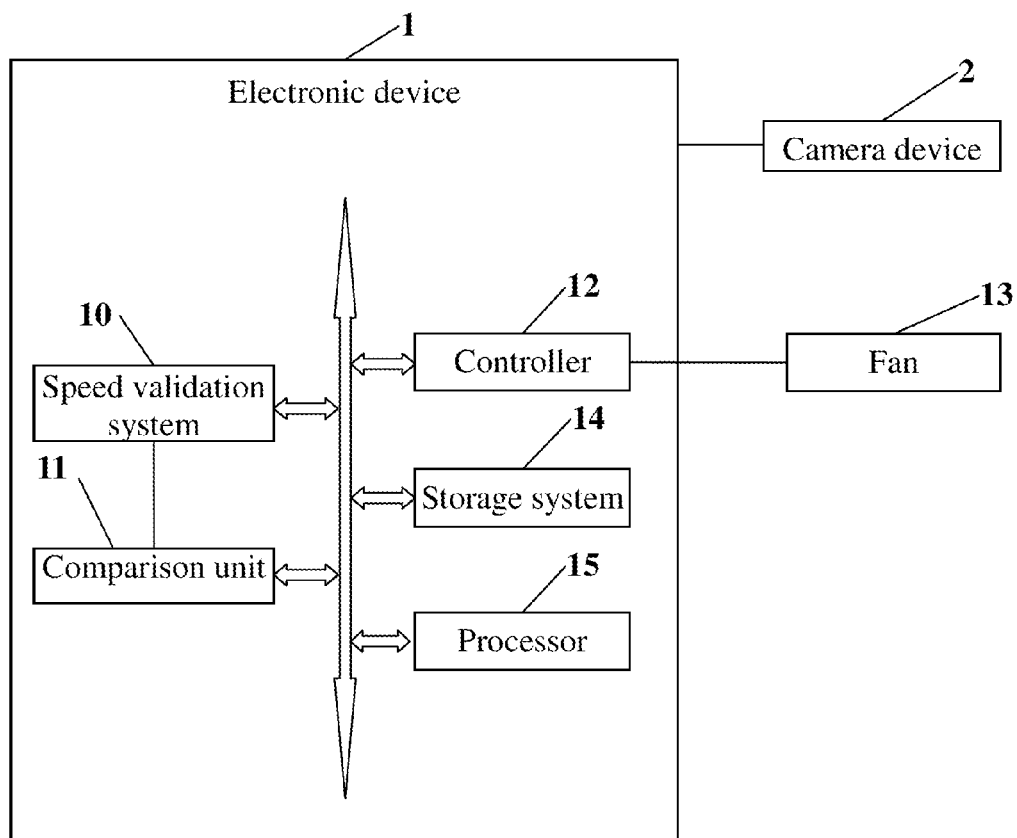 1
Electronic device
2
Camera device
12
13
10
Controller
Fan
Speed validation
system
14
11
Storage system
Comparison unit
15
Processor